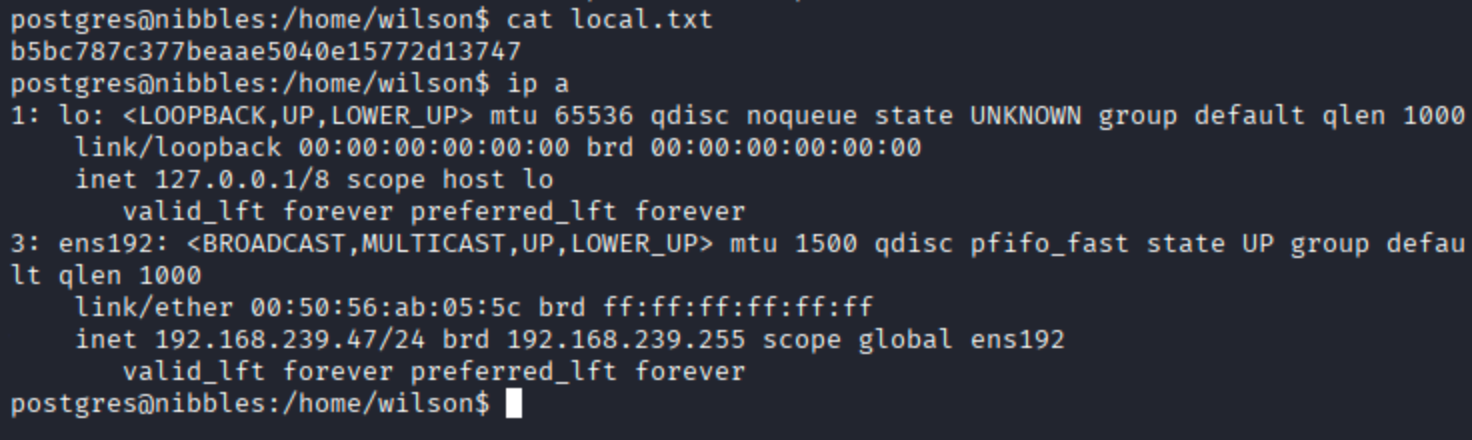 postgres@nibbles:/home/wilson$ cat local.txt
b5bc787c377beaae5040e15772d13747
postgres@nibbles:/home/wilson$ ip a
1: lo: <LOOPBACK,UP,LOWER_UP> mtu 65536 qdisc noqueue state UNKNOWN group default qlen 1000
    link/loopback 00:00:00:00:00:00 brd 00:00:00:00:00:00
    inet 127.0.0.1/8 scope host lo
       valid_lft forever preferred_lft forever
3: ens192: <BROADCAST,MULTICAST,UP,LOWER_UP> mtu 1500 qdisc pfifo_fast state UP group defau
lt qlen 1000
    link/ether 00:50:56:ab:05:5c brd ff:ff:ff:ff:ff:ff
    inet 192.168.239.47/24 brd 192.168.239.255 scope global ens192
       valid_lft forever preferred_lft forever
postgres@nibbles:/home/wilson$